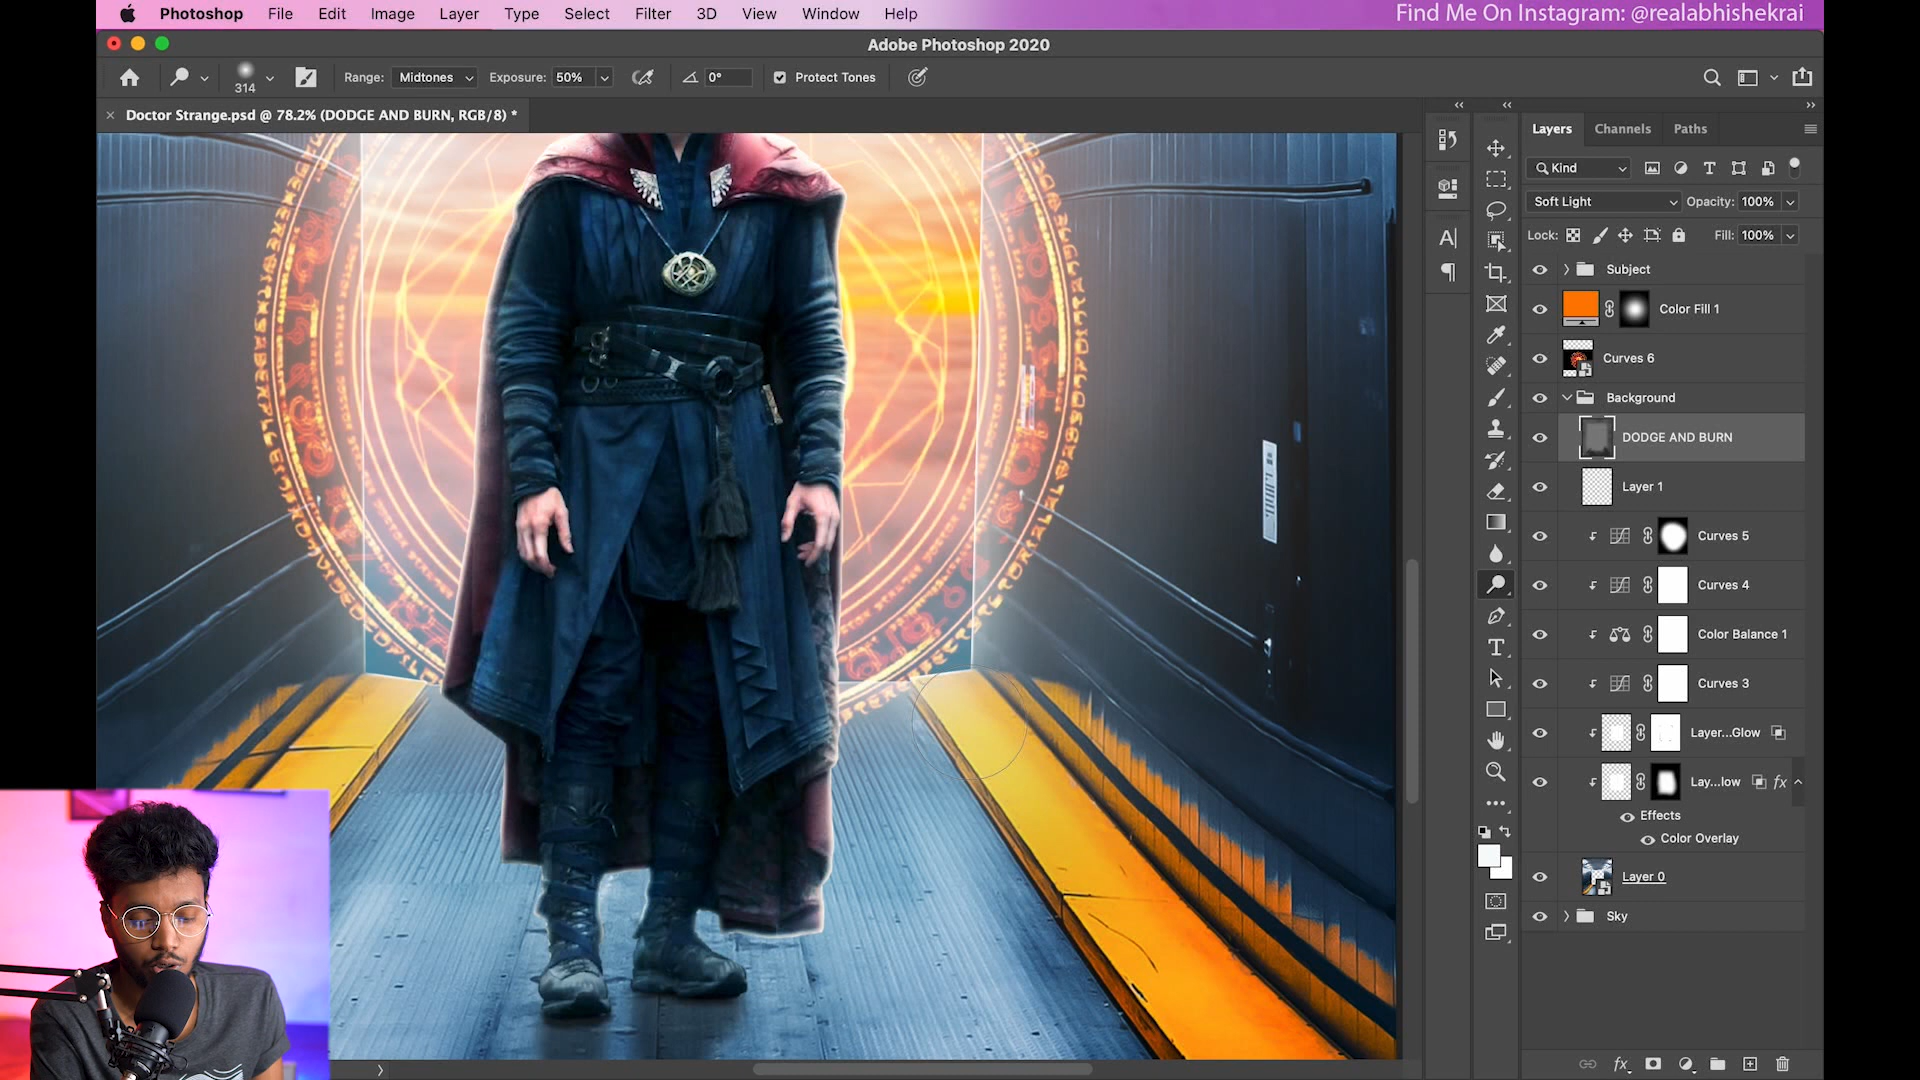 Photoshop File Edit Image Layer Type Select Filter 3D View Window Help
Find Me On Instagram: @realabhishekrai
Adobe Photoshop 2020
314 Range: Midtones Exposure: 50% 0° Protect Tones
Doctor Strange.psd @ 78.2% (DODGE AND BURN, RGB/8) *
Layers Channels Paths
Kind
Soft Light Opacity: 100%
Lock: Fill: 100%
Subject
Color Fill 1
Curves 6
Background
DODGE AND BURN
Layer 1
Curves 5
Curves 4
Color Balance 1
Curves 3
Layer...Glow
Lay...low fx
Effects
Color Overlay
Layer 0
Sky
fx